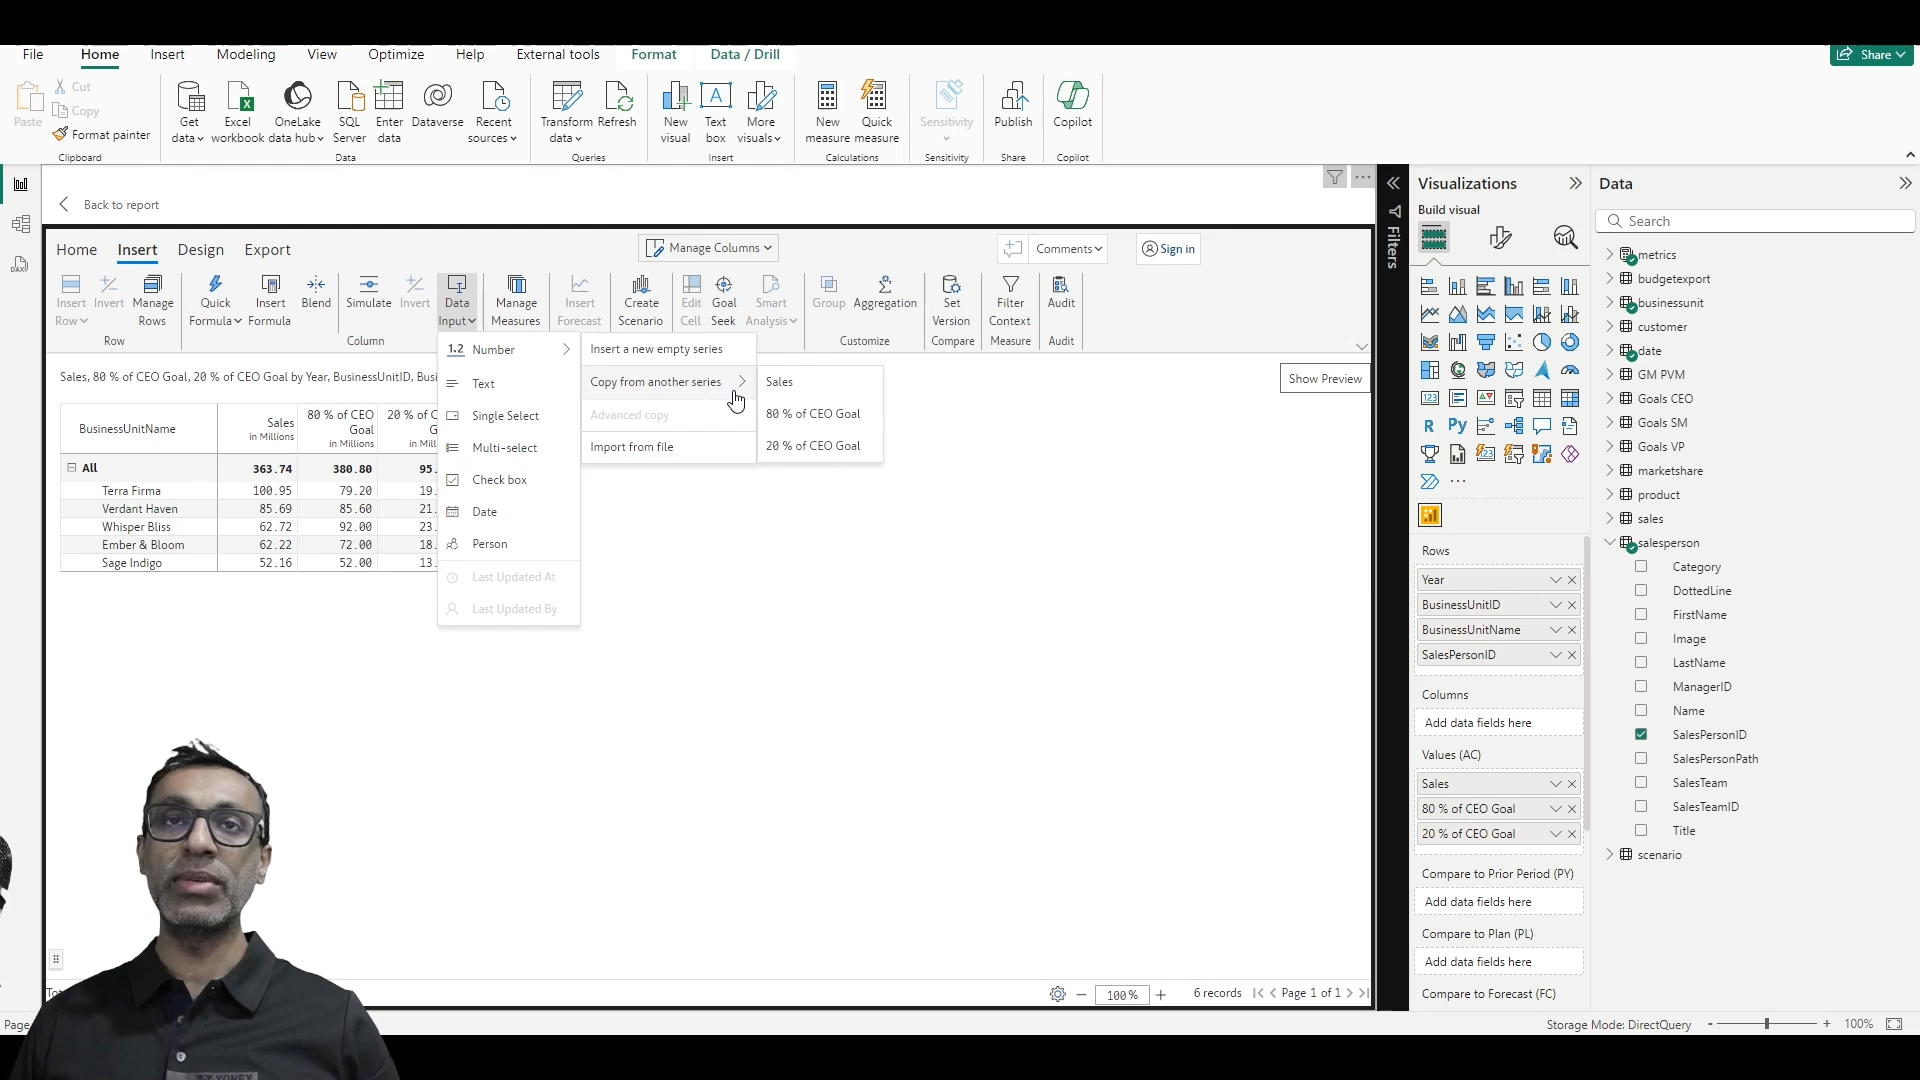 File Home Insert Modeling View Optimize Help External tools Format Data / Drill Share
Paste Cut Copy Format painter
Clipboard
Get data Excel workbook OneLake data hub SQL Server Enter data Dataverse Recent sources
Data
Transform data Refresh
Queries
New visual Text box More visuals
Insert
New measure Quick measure
Calculations
Sensitivity
Sensitivity
Publish
Share
Copilot
Copilot
Back to report
Home Insert Design Export
Manage Columns
Comments
Sign in
Insert Row Insert Manage Rows
Row
Quick Formula Insert Formula Blend Simulate Invert Data Input
Column
Manage Measures Insert Forecast Create Scenario Edit Cell Goal Seek Smart Analysis
Group Aggregation
Customize
Set Version
Compare
Filter Context
Measure
Audit
Audit
Sales, 80 % of CEO Goal, 20 % of CEO Goal by Year, BusinessUnitID, Busi
Show Preview
BusinessUnitName Sales in Millions 80 % of CEO Goal in Millions 20 % of C G in Mill
All 363.74 380.80 95.
Terra Firma 100.95 79.20 19.
Verdant Haven 85.69 85.60 21.
Whisper Bliss 62.72 92.00 23.
Ember & Bloom 62.22 72.00 18.
Sage Indigo 52.16 52.00 13.
1.2 Number
Text
Single Select
Multi-select
Check box
Date
Person
Last Updated At
Last Updated By
Insert a new empty series
Copy from another series
Advanced copy
Import from file
Sales
80 % of CEO Goal
20 % of CEO Goal
100%
6 records
Page 1 of 1
Page
Storage Mode: DirectQuery
100%
Filters
Visualizations
Build visual
123
R Py
123
Rows
Year
BusinessUnitID
BusinessUnitName
SalesPersonID
Columns
Add data fields here
Values (AC)
Sales
80 % of CEO Goal
20 % of CEO Goal
Compare to Prior Period (PY)
Add data fields here
Compare to Plan (PL)
Add data fields here
Compare to Forecast (FC)
Data
Search
metrics
budgetexport
businessunit
customer
date
GM PVM
Goals CEO
Goals SM
Goals VP
marketshare
product
sales
salesperson
Category
DottedLine
FirstName
Image
LastName
ManagerID
Name
SalesPersonID
SalesPersonPath
SalesTeam
SalesTeamID
Title
scenario
DAX